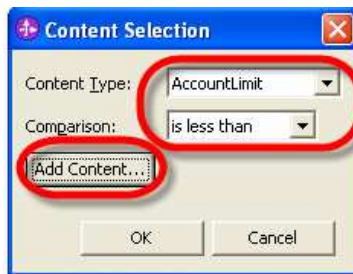 Content Selection
Content Type: AccountLimit
Comparison: is less than
Add Content...
OK Cancel